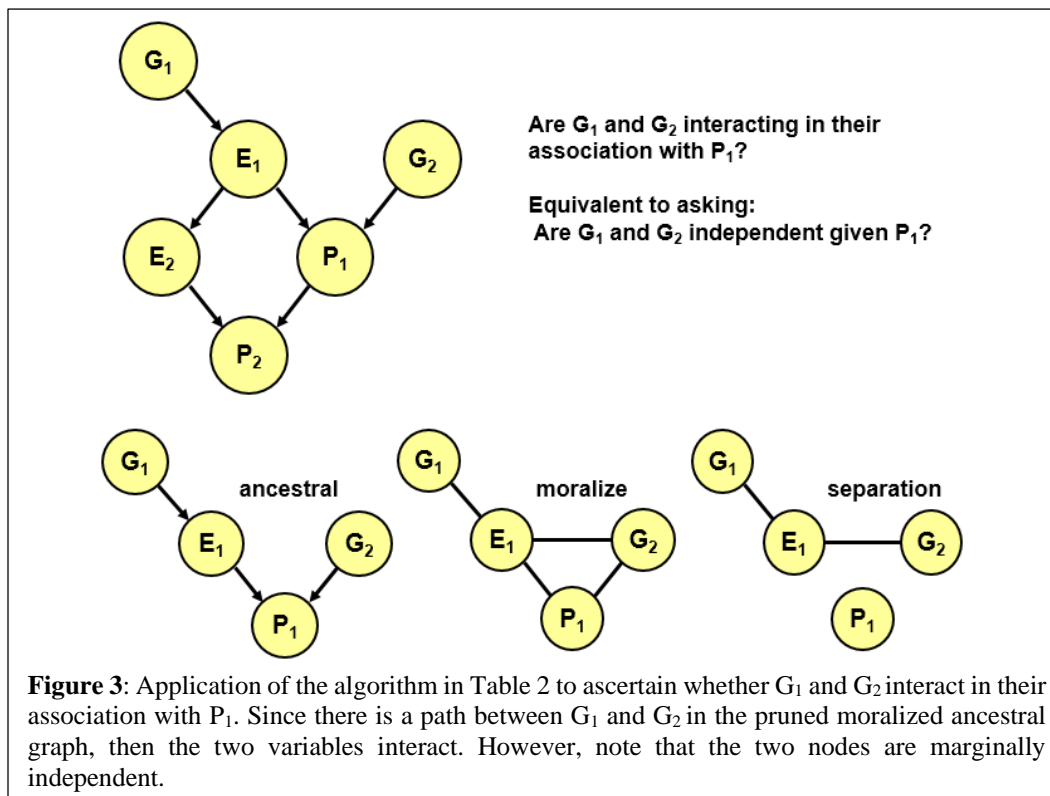 G₁
Are G₁ and G₂ interacting in their
association with P₁?
E₁
G₂
Equivalent to asking:
Are G₁ and G₂ independent given P₁?
E₂
P₁
P₂
G₁
ancestral
E₁
G₂
P₁
G₁
moralize
E₁
G₂
P₁
G₁
separation
E₁
G₂
P₁
Figure 3: Application of the algorithm in Table 2 to ascertain whether G₁ and G₂ interact in their
association with P₁. Since there is a path between G₁ and G₂ in the pruned moralized ancestral
graph, then the two variables interact. However, note that the two nodes are marginally
independent.